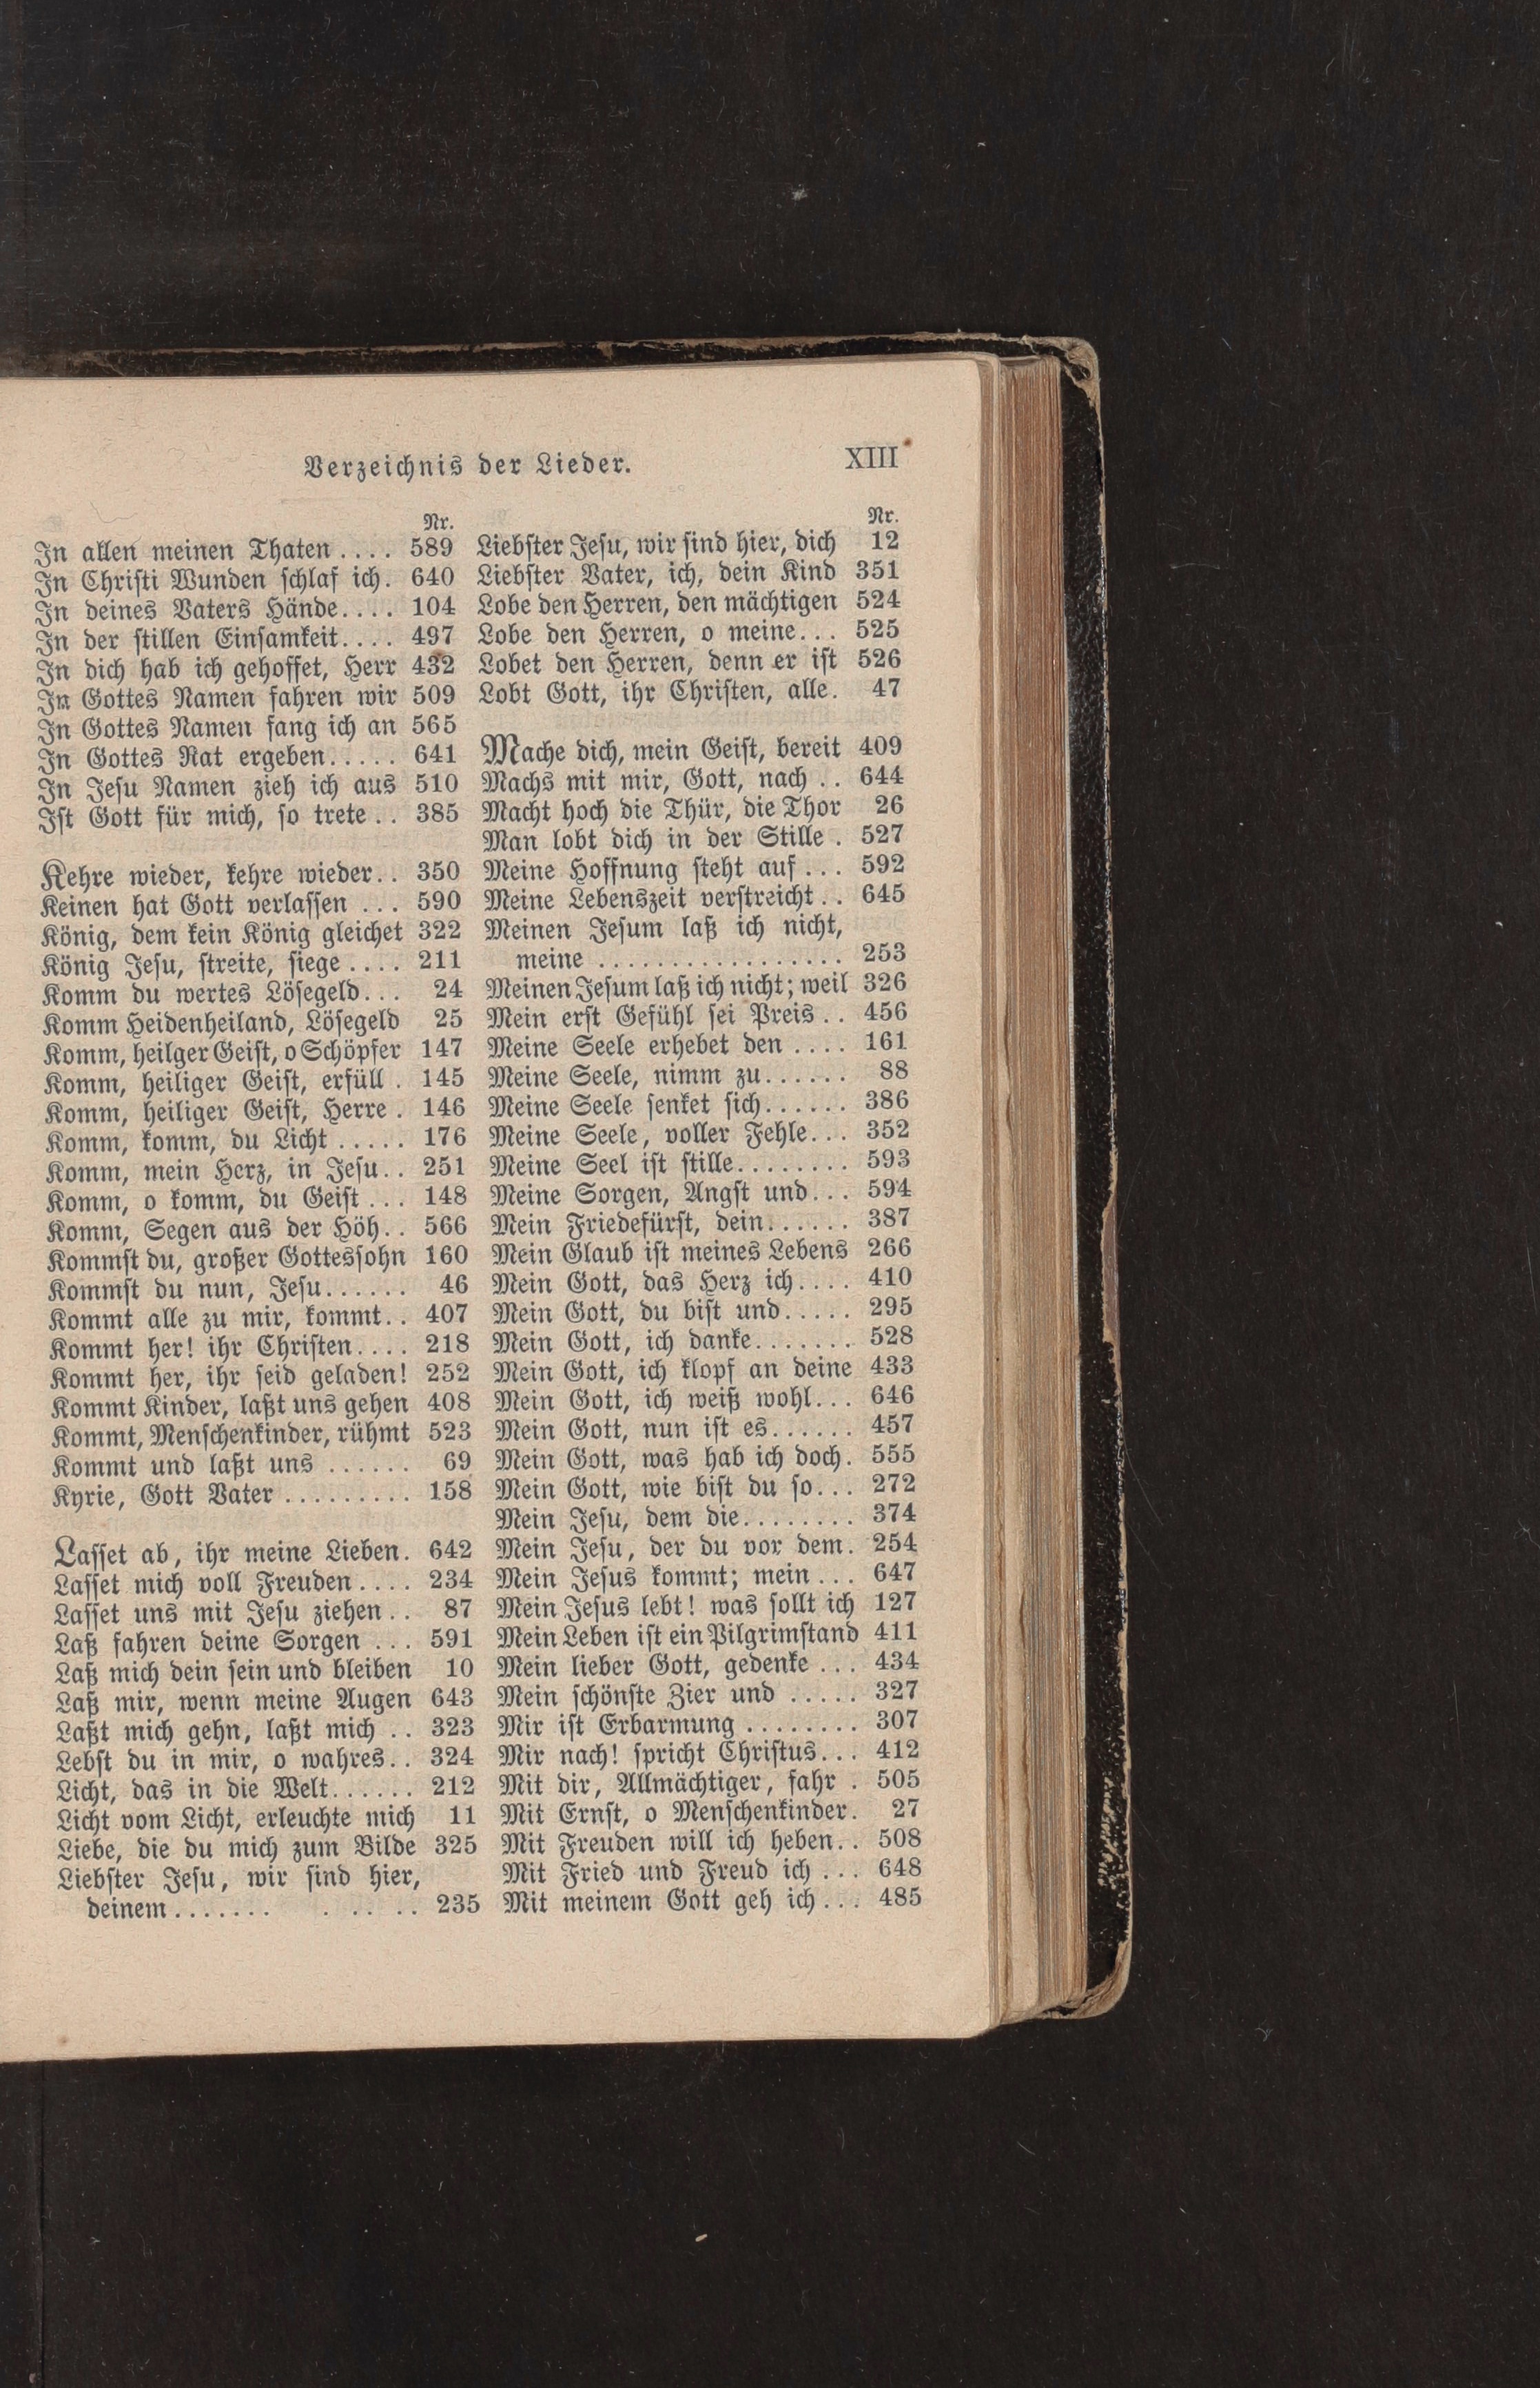 Verzeichnis der Lieder. XIII
Nr.
In allen meinen Thaten .... 589
In Christi Wunden schlaf ich. 640
In deines Vaters Hände.... 104
In der stillen Einsamkeit.... 497
In dich hab ich gehoffet, Herr 432
In Gottes Namen fahren wir 509
In Gottes Namen fang ich an 565
In Gottes Rat ergeben..... 641
In Jesu Namen zieh ich aus 510
Ist Gott für mich, so trete .. 385
Kehre wieder, kehre wieder.. 350
Keinen hat Gott verlassen ... 590
König, dem kein König gleichet 322
König Jesu, streite, siege .... 211
Komm du wertes Lösegeld... 24
Komm Heidenheiland, Lösegeld 25
Komm, heilger Geist, o Schöpfer 147
Komm, heiliger Geist, erfüll . 145
Komm, heiliger Geist, Herre . 146
Komm, komm, du Licht ..... 176
Komm, mein Herz, in Jesu.. 251
Komm, o komm, du Geist ... 148
Komm, Segen aus der Höh.. 566
Kommst du, großer Gottessohn 160
Kommst du nun, Jesu...... 46
Kommt alle zu mir, kommt.. 407
Kommt her! ihr Christen.... 218
Kommt her, ihr seid geladen! 252
Kommt Kinder, laßt uns gehen 408
Kommt, Menschenkinder, rühmt 523
Kommt und laßt uns ...... 69
Kyrie, Gott Vater ......... 158
Lasset ab, ihr meine Lieben. 642
Lasset mich voll Freuden .... 234
Lasset uns mit Jesu ziehen.. 87
Laß fahren deine Sorgen ... 591
Laß mich dein sein und bleiben 10
Laß mir, wenn meine Augen 643
Laßt mich gehn, laßt mich .. 323
Lebst du in mir, o wahres.. 324
Licht, das in die Welt...... 212
Licht vom Licht, erleuchte mich 11
Liebe, die du mich zum Bilde 325
Liebster Jesu, wir sind hier,
deinem ....... . .. .. 235
Nr.
Liebster Jesu, wir sind hier, dich 12
Liebster Vater, ich, dein Kind 351
Lobe den Herren, den mächtigen 524
Lobe den Herren, o meine... 525
Lobet den Herren, denn er ist 526
Lobt Gott, ihr Christen, alle. 47
Mache dich, mein Geist, bereit 409
Machs mit mir, Gott, nach .. 644
Macht hoch die Thür, die Thor 26
Man lobt dich in der Stille . 527
Meine Hoffnung steht auf ... 592
Meine Lebenszeit verstreicht.. 645
Meinen Jesum laß ich nicht,
meine ................. 253
Meinen Jesum laß ich nicht; weil 326
Mein erst Gefühl sei Preis .. 456
Meine Seele erhebet den .... 161
Meine Seele, nimm zu...... 88
Meine Seele senket sich...... 386
Meine Seele, voller Fehle... 352
Meine Seel ist stille........ 593
Meine Sorgen, Angst und... 594
Mein Friedefürst, dein...... 387
Mein Glaub ist meines Lebens 266
Mein Gott, das Herz ich.... 410
Mein Gott, du bist und..... 295
Mein Gott, ich danke....... 528
Mein Gott, ich klopf an deine 433
Mein Gott, ich weiß wohl... 646
Mein Gott, nun ist es...... 457
Mein Gott, was hab ich doch. 555
Mein Gott, wie bist du so... 272
Mein Jesu, dem die........ 374
Mein Jesu, der du vor dem. 254
Mein Jesus kommt; mein ... 647
Mein Jesus lebt! was sollt ich 127
Mein Leben ist ein Pilgrimstand 411
Mein lieber Gott, gedenke ... 434
Mein schönste Zier und ..... 327
Mir ist Erbarmung ........ 307
Mir nach! spricht Christus... 412
Mit dir, Allmächtiger, fahr . 505
Mit Ernst, o Menschenkinder. 27
Mit Freuden will ich heben.. 508
Mit Fried und Freud ich ... 648
Mit meinem Gott geh ich ... 485